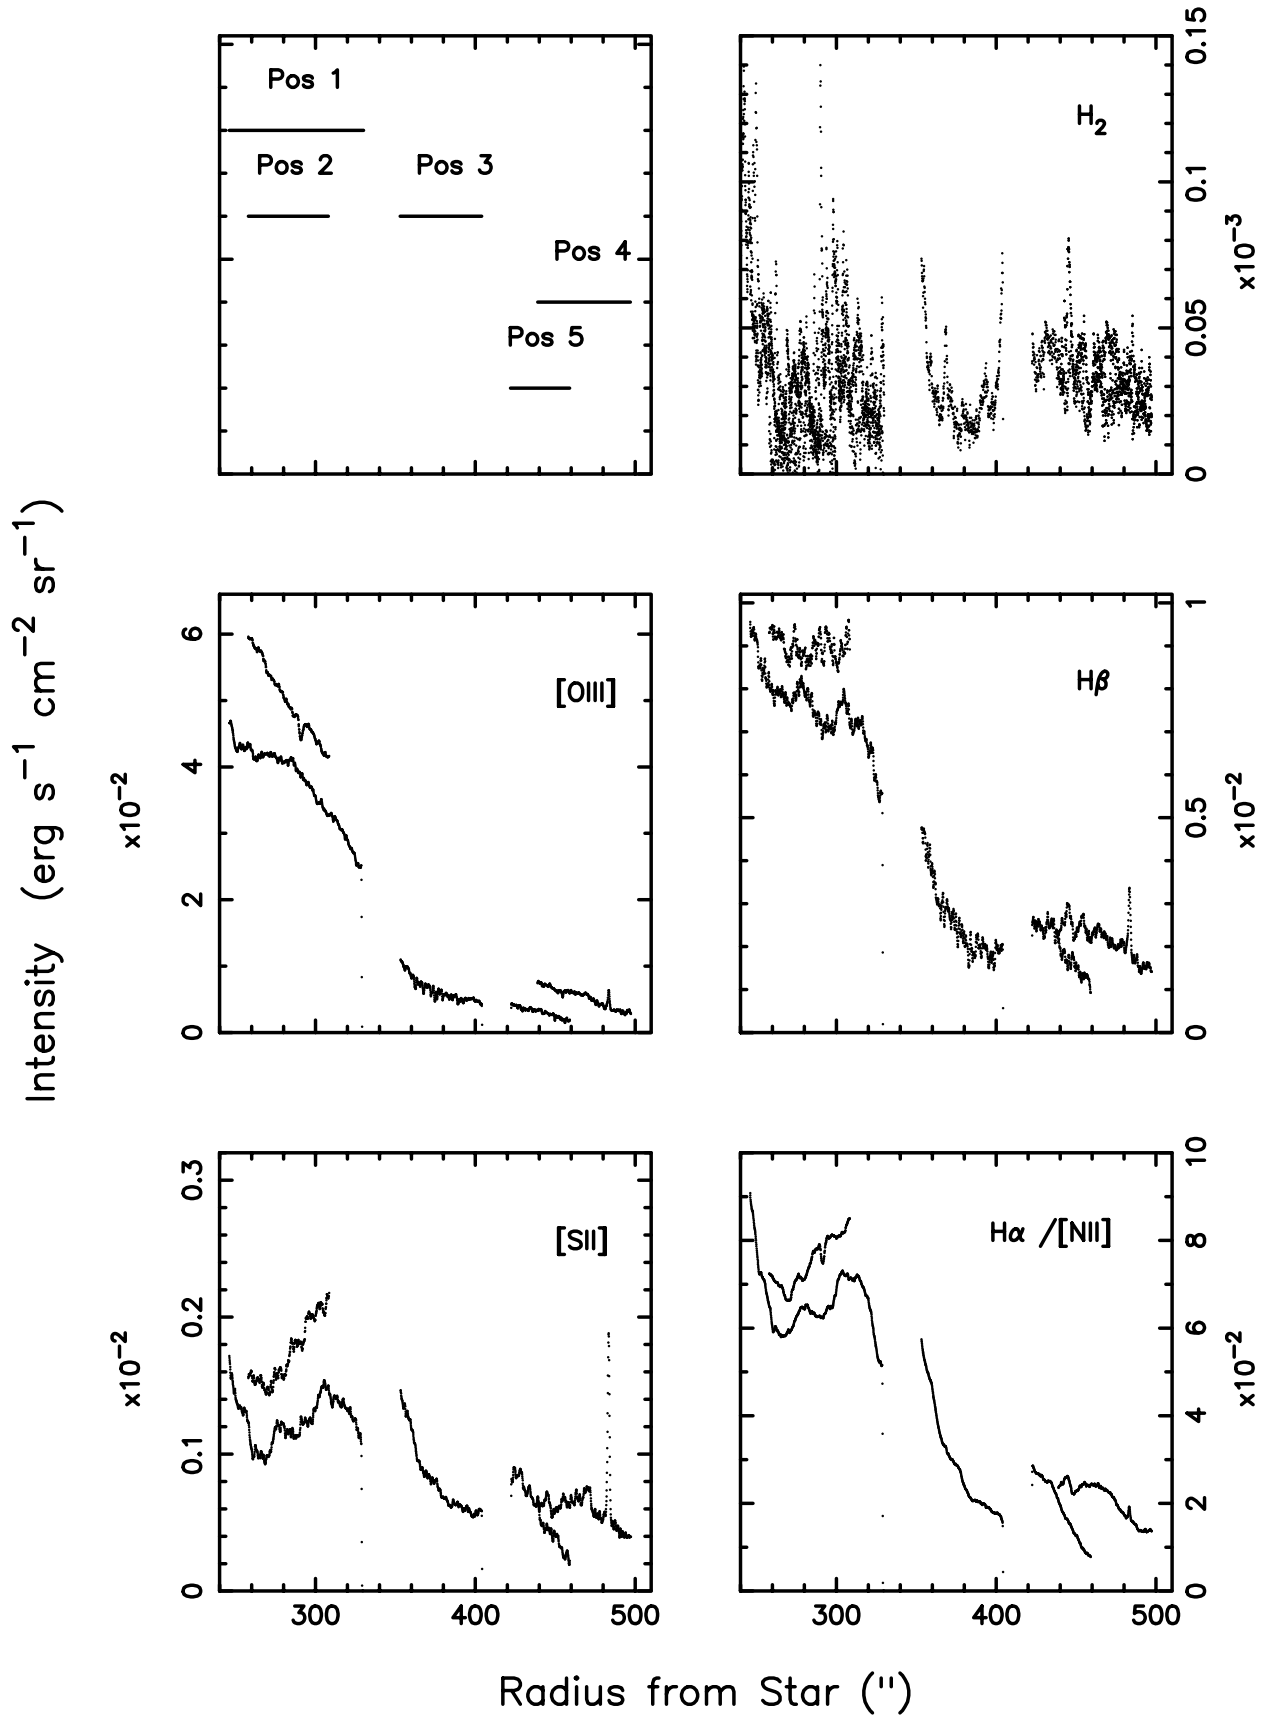 Pos 1
Pos 2
Pos 3
Pos 4
Pos 5
H₂
0 0.05 0.1 0.15
x10⁻³
Intensity (erg s⁻¹ cm⁻² sr⁻¹)
[OIII]
0 2 4 6
x10⁻²
Hβ
0 0.5 1
x10⁻²
[SII]
0 0.1 0.2 0.3
x10⁻²
300 400 500
Hα /[NII]
0 2 4 6 8 10
x10⁻²
300 400 500
Radius from Star (")